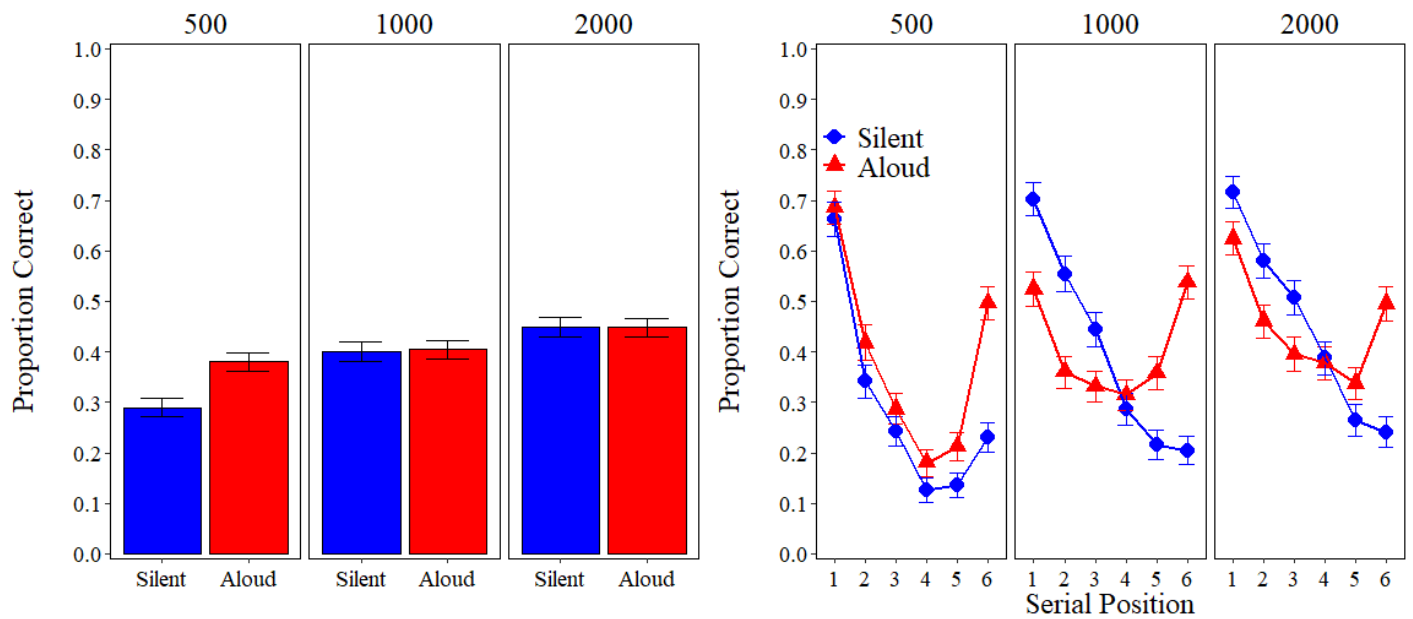 500 1000 2000
Proportion Correct
1.0
0.9
0.8
0.7
0.6
0.5
0.4
0.3
0.2
0.1
0.0
Silent Aloud Silent Aloud Silent Aloud
500 1000 2000
Proportion Correct
1.0
0.9
0.8
0.7
0.6
0.5
0.4
0.3
0.2
0.1
0.0
Silent
Aloud
1 2 3 4 5 6 1 2 3 4 5 6 1 2 3 4 5 6
Serial Position